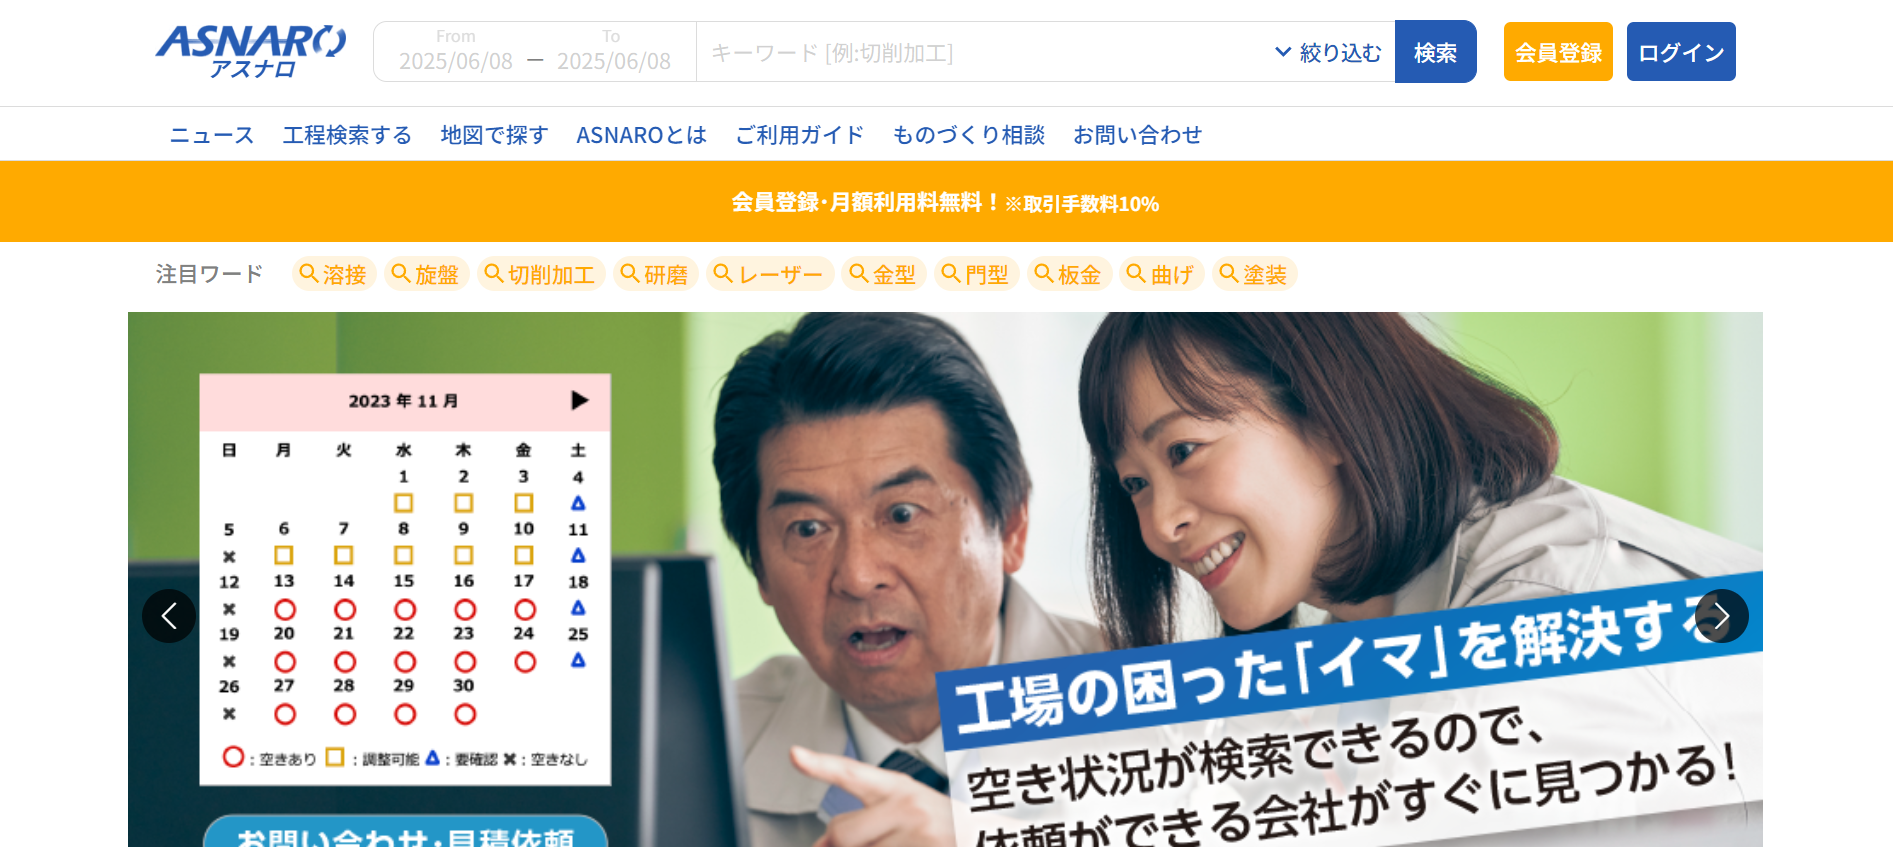 ASNARO
アスナロ
From To
2025/06/08 — 2025/06/08
キーワード [例:切削加工]
絞り込む
検索
会員登録
ログイン
ニュース 工程検索する 地図で探す ASNAROとは ご利用ガイド ものづくり相談 お問い合わせ
会員登録・月額利用料無料！※取引手数料10%
注目ワード 溶接 旋盤 切削加工 研磨 レーザー 金型 門型 板金 曲げ 塗装
2023 年 11 月
日 月 火 水 木 金 土
1 2 3 4
5 6 7 8 9 10 11
12 13 14 15 16 17 18
19 20 21 22 23 24 25
26 27 28 29 30
：空きあり ：調整可能 ：要確認 ：空きなし
お問い合わせ・見積依頼
工場の困った「イマ」を解決する
空き状況が検索できるので、
依頼ができる会社がすぐに見つかる！